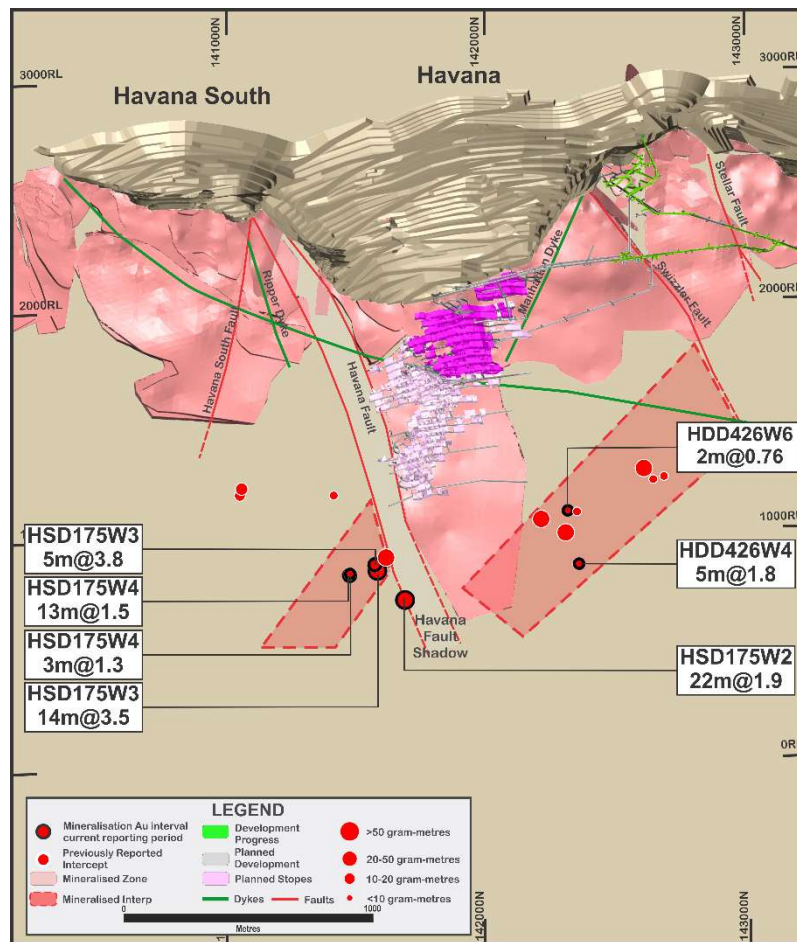 141000N
142000N
143000N
3000RL
3000RL
Havana South
Havana
Stellar Fault
2000RL
2000RL
Ripper Dyke
Havana South Fault
Manhattan Dyke
Swizzler Fault
Havana Fault
HDD426W6
2m@0.76
1000RL
HSD175W3
5m@3.8
HDD426W4
5m@1.8
HSD175W4
13m@1.5
Havana
Fault
Shadow
HSD175W4
3m@1.3
HSD175W2
22m@1.9
HSD175W3
14m@3.5
0RL
LEGEND
Mineralisation Au interval
current reporting period
Development
Progress
>50 gram-metres
Previously Reported
Intercept
Planned
Development
20-50 gram-metres
Mineralised Zone
Planned Stopes
10-20 gram-metres
Mineralised Interp
Dykes
Faults
<10 gram-metres
0
1000
Metres
142000N
143000N